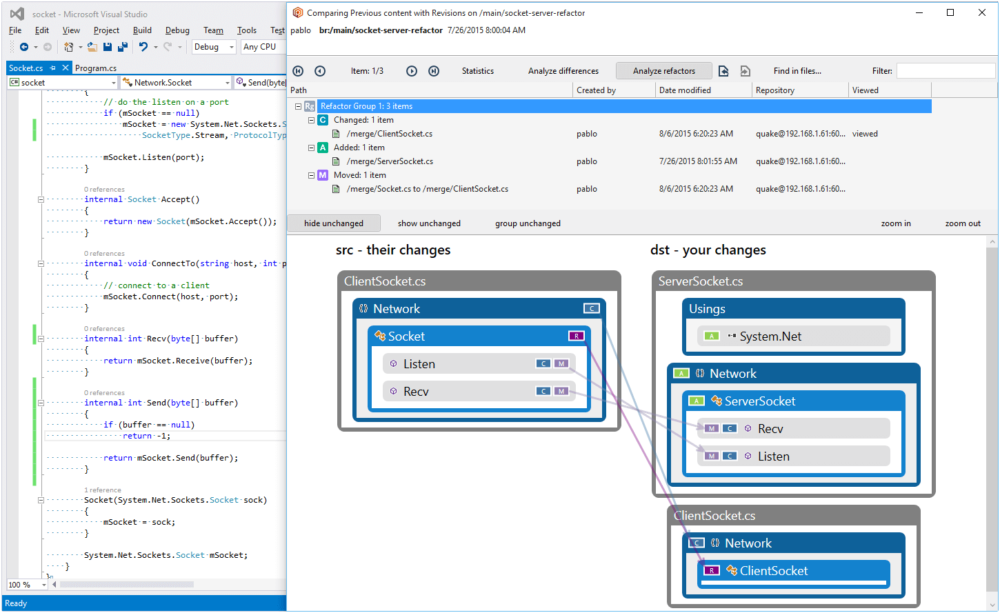 socket - Microsoft Visual Studio
File Edit View Project Build Debug Team Tools Test
Debug Any CPU
Socket.cs Program.cs
C# socket Network.Socket Send(byte[
{
// do the listen on a port
if (mSocket == null)
mSocket = new System.Net.Sockets.S
SocketType.Stream, ProtocolTyp
mSocket.Listen(port);
}
0 references
internal Socket Accept()
{
return new Socket(mSocket.Accept());
}
0 references
internal void ConnectTo(string host, int p
{
// connect to a client
mSocket.Connect(host, port);
}
0 references
internal int Recv(byte[] buffer)
{
return mSocket.Receive(buffer);
}
0 references
internal int Send(byte[] buffer)
{
if (buffer == null)
return -1;
return mSocket.Send(buffer);
}
1 reference
Socket(System.Net.Sockets.Socket sock)
{
mSocket = sock;
}
System.Net.Sockets.Socket mSocket;
}
}
100 %
Ready
Comparing Previous content with Revisions on /main/socket-server-refactor
pablo br:/main/socket-server-refactor 7/26/2015 8:00:04 AM
Item: 1/3 Statistics Analyze differences Analyze refactors Find in files... Filter:
Path Created by Date modified Repository Viewed
Rg Refactor Group 1: 3 items
C Changed: 1 item
/merge/ClientSocket.cs pablo 8/6/2015 6:20:23 AM quake@192.168.1.61:60... viewed
A Added: 1 item
/merge/ServerSocket.cs pablo 7/26/2015 8:01:55 AM quake@192.168.1.61:60...
M Moved: 1 item
/merge/Socket.cs to /merge/ClientSocket.cs pablo 8/6/2015 6:20:23 AM quake@192.168.1.61:60...
hide unchanged show unchanged group unchanged zoom in zoom out
src - their changes
ClientSocket.cs
Network C
Socket R
Listen C M
Recv C M
dst - your changes
ServerSocket.cs
Usings
A System.Net
A Network
A ServerSocket
M C Recv
M C Listen
ClientSocket.cs
C Network
R ClientSocket